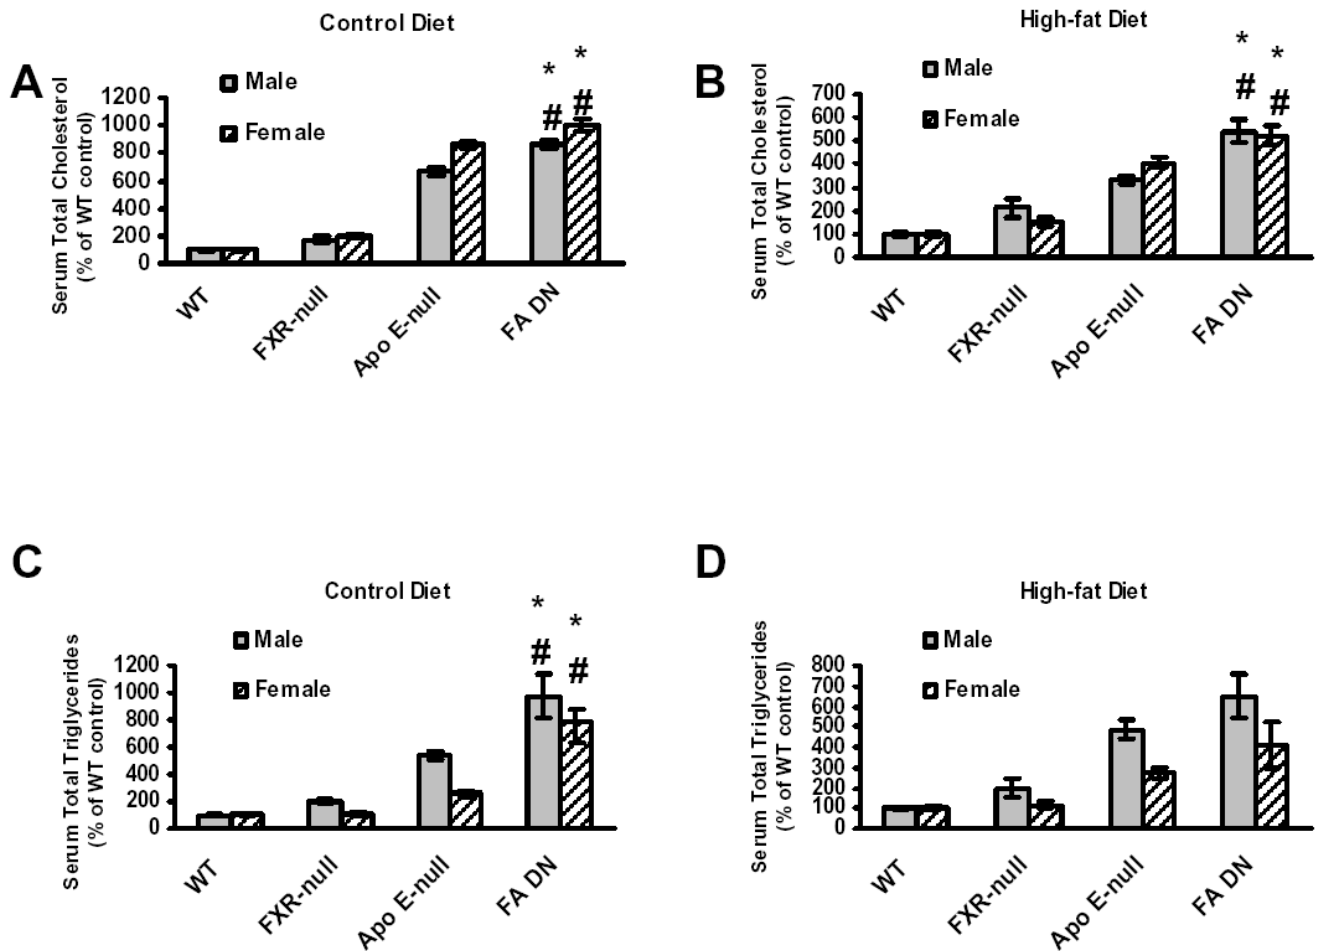 A
Control Diet
Male
Female
* *
# #
Serum Total Cholesterol
(% of WT control)
1200
1000
800
600
400
200
0
WT
FXR-null
Apo E-null
FA DN
B
High-fat Diet
Male
Female
* *
# #
Serum Total Cholesterol
(% of WT control)
700
600
500
400
300
200
100
0
WT
FXR-null
Apo E-null
FA DN
C
Control Diet
Male
Female
* *
# #
Serum Total Triglycerides
(% of WT control)
1200
1000
800
600
400
200
0
WT
FXR-null
Apo E-null
FA DN
D
High-fat Diet
Male
Female
Serum Total Triglycerides
(% of WT control)
800
700
600
500
400
300
200
100
0
WT
FXR-null
Apo E-null
FA DN